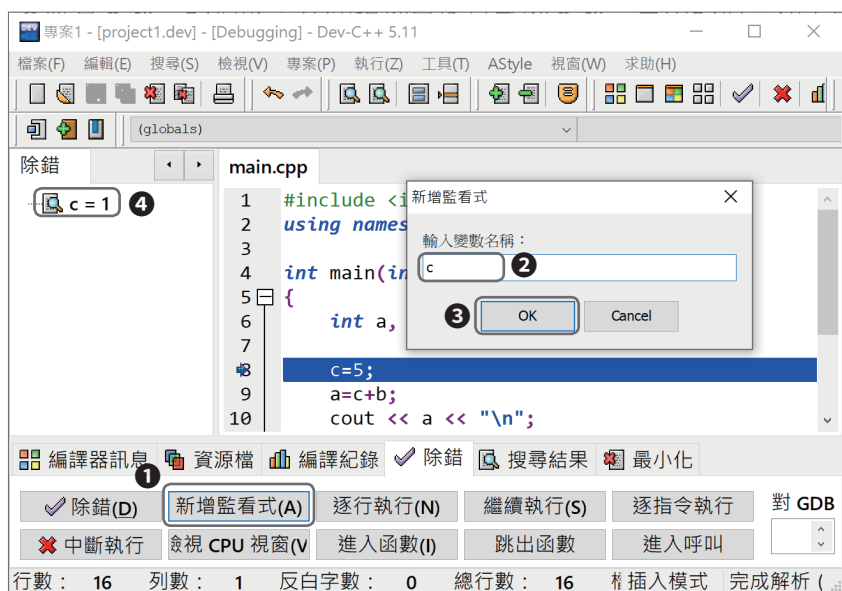 專案1 - [project1.dev] - [Debugging] - Dev-C++ 5.11
檔案(F) 編輯(E) 搜尋(S) 檢視(V) 專案(P) 執行(Z) 工具(T) AStyle 視窗(W) 求助(H)
(globals)
除錯
c = 1 ❹
main.cpp
1 #include <i
2 using names
3
4 int main(in
5 {
6 int a,
7
8 c=5;
9 a=c+b;
10 cout << a << "\n";
新增監看式
輸入變數名稱：
c ❷
❸ OK Cancel
編譯器訊息 資源檔 編譯紀錄 除錯 搜尋結果 最小化
❶
除錯(D) 新增監看式(A) 逐行執行(N) 繼續執行(S) 逐指令執行 對 GDB
中斷執行 檢視 CPU 視窗(V 進入函數(I) 跳出函數 進入呼叫
行數： 16 列數： 1 反白字數： 0 總行數： 16 插入模式 完成解析 (